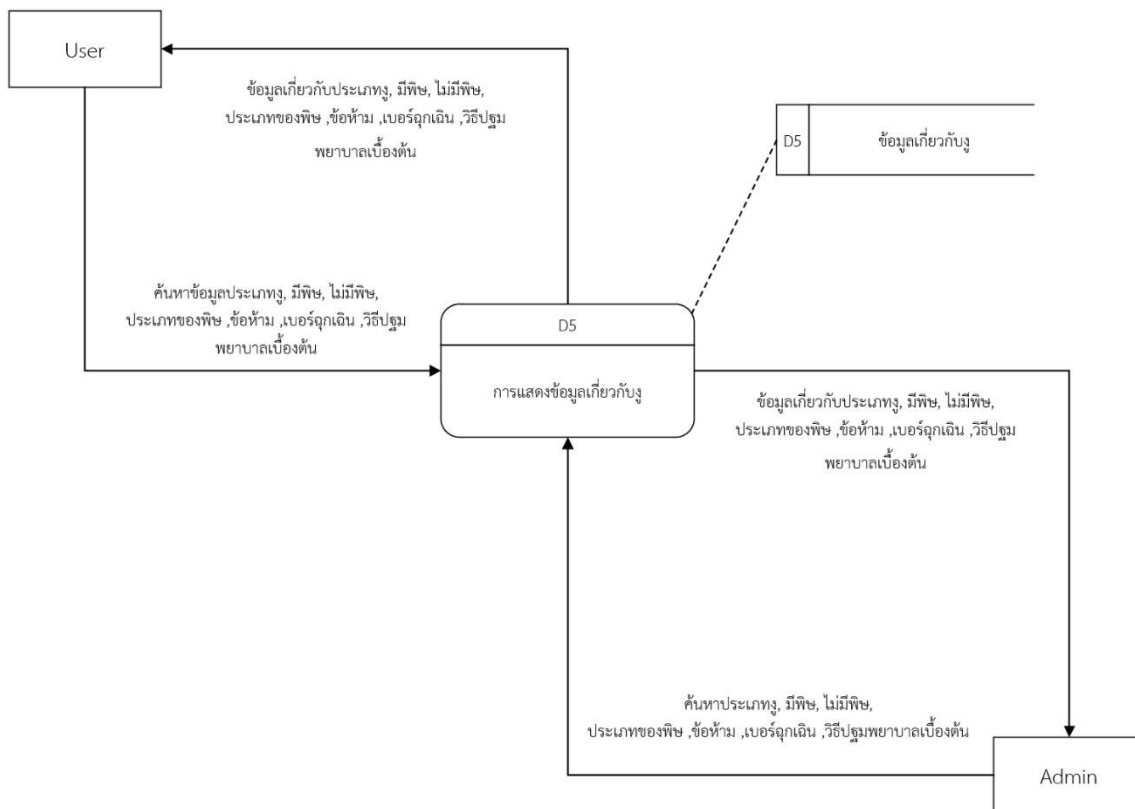 User
ข้อมูลเกี่ยวกับประเภทงู, มีพิษ, ไม่มีพิษ,
ประเภทของพิษ ,ข้อห้าม ,เบอร์ฉุกเฉิน ,วิธีปฐม
พยาบาลเบื้องต้น
D5
ข้อมูลเกี่ยวกับงู
ค้นหาข้อมูลประเภทงู, มีพิษ, ไม่มีพิษ,
ประเภทของพิษ ,ข้อห้าม ,เบอร์ฉุกเฉิน ,วิธีปฐม
พยาบาลเบื้องต้น
D5
การแสดงข้อมูลเกี่ยวกับงู
ข้อมูลเกี่ยวกับประเภทงู, มีพิษ, ไม่มีพิษ,
ประเภทของพิษ ,ข้อห้าม ,เบอร์ฉุกเฉิน ,วิธีปฐม
พยาบาลเบื้องต้น
ค้นหาประเภทงู, มีพิษ, ไม่มีพิษ,
ประเภทของพิษ ,ข้อห้าม ,เบอร์ฉุกเฉิน ,วิธีปฐมพยาบาลเบื้องต้น
Admin